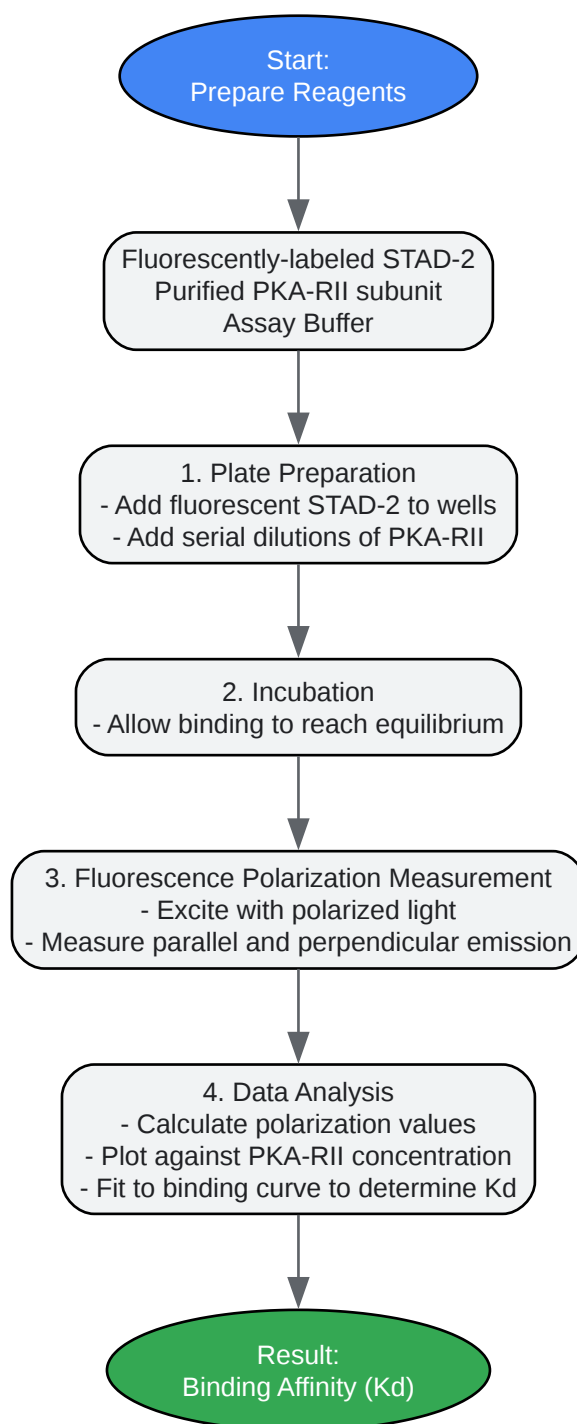 Start:
Prepare Reagents
Fluorescently-labeled STAD-2
Purified PKA-RII subunit
Assay Buffer
1. Plate Preparation
- Add fluorescent STAD-2 to wells
- Add serial dilutions of PKA-RII
2. Incubation
- Allow binding to reach equilibrium
3. Fluorescence Polarization Measurement
- Excite with polarized light
- Measure parallel and perpendicular emission
4. Data Analysis
- Calculate polarization values
- Plot against PKA-RII concentration
- Fit to binding curve to determine Kd
Result:
Binding Affinity (Kd)